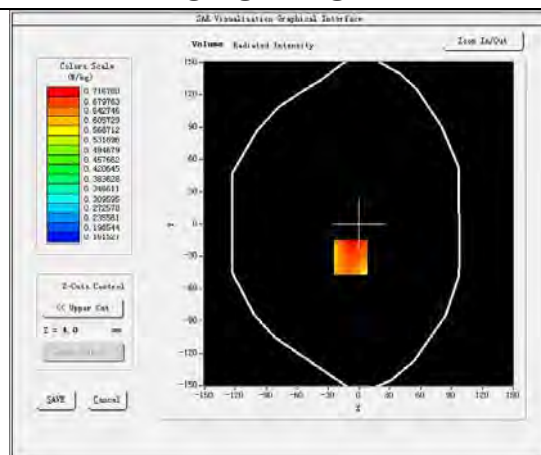 SAR Visualisation Graphical Interface
Volume Radiated Intensity
Zoom In/Out
Colors Scale
(W/kg)
0.716780
0.679763
0.642746
0.605729
0.568712
0.531696
0.494679
0.457662
0.420645
0.383628
0.346611
0.309595
0.272578
0.235561
0.198544
0.161527
150
120
90
60
30
0
-30
-60
-90
-120
-150
Y
-150 -120 -90 -60 -30 0 30 60 90 120 150
X
Z-Cuts Control
<< Upper Cut
Z = 4.0 mm
SAVE
Cancel